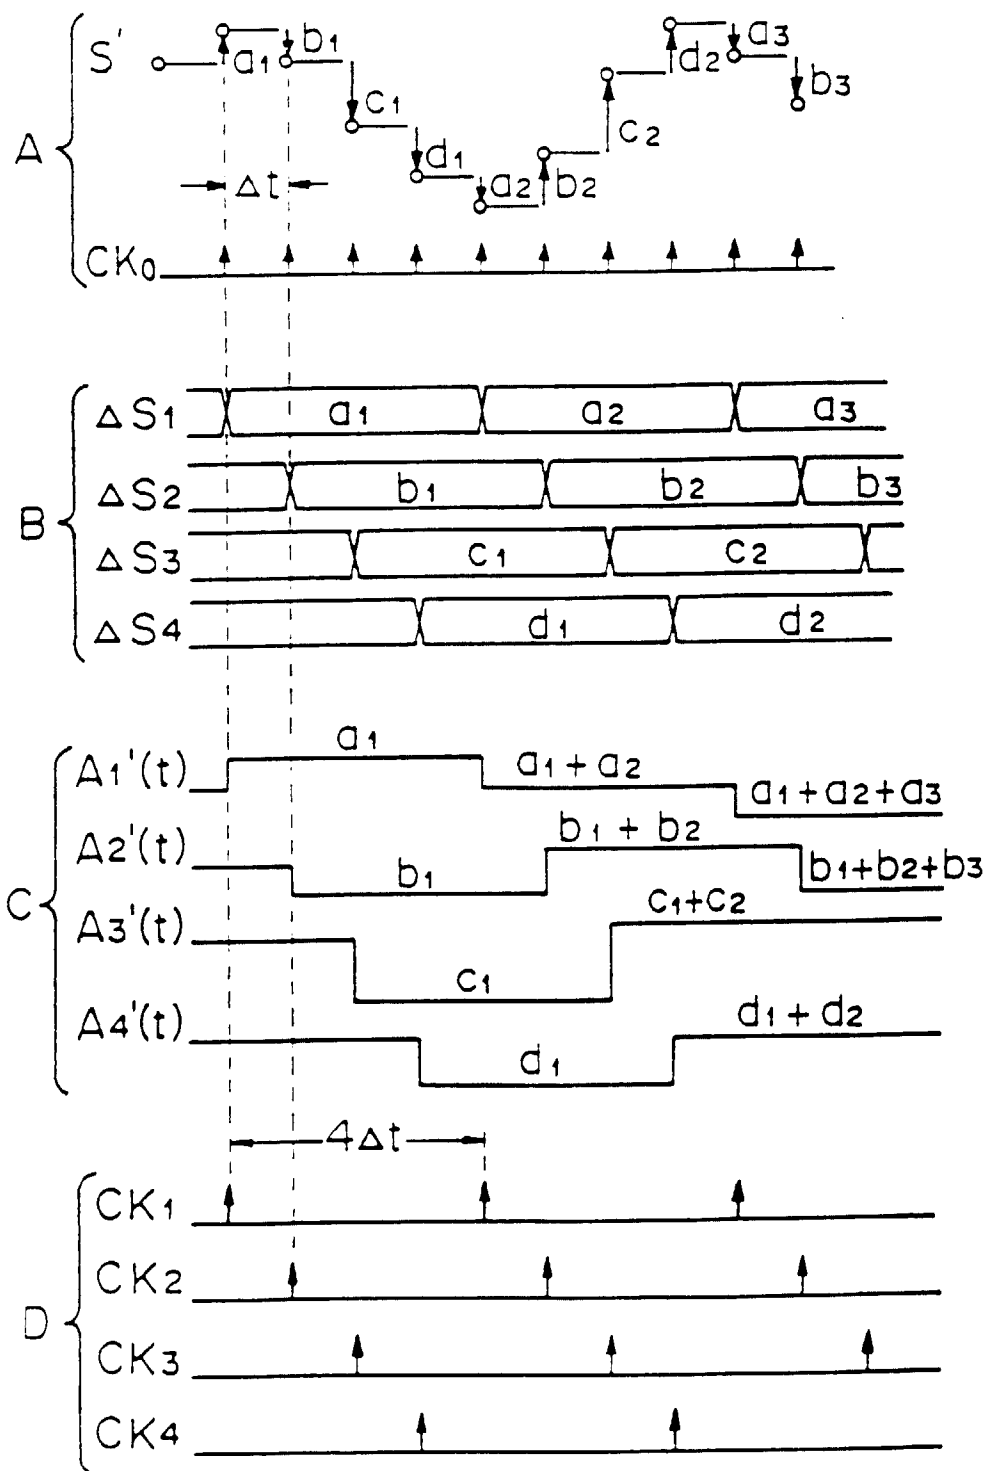 A
S' a1 b1 c1 d1 a2 b2 c2 d2 a3 b3
Δt
CK0
B
ΔS1 a1 a2 a3
ΔS2 b1 b2 b3
ΔS3 c1 c2
ΔS4 d1 d2
C
A1'(t) a1 a1+a2 a1+a2+a3
A2'(t) b1 b1+b2 b1+b2+b3
A3'(t) c1 c1+c2
A4'(t) d1 d1+d2
4Δt
D
CK1
CK2
CK3
CK4